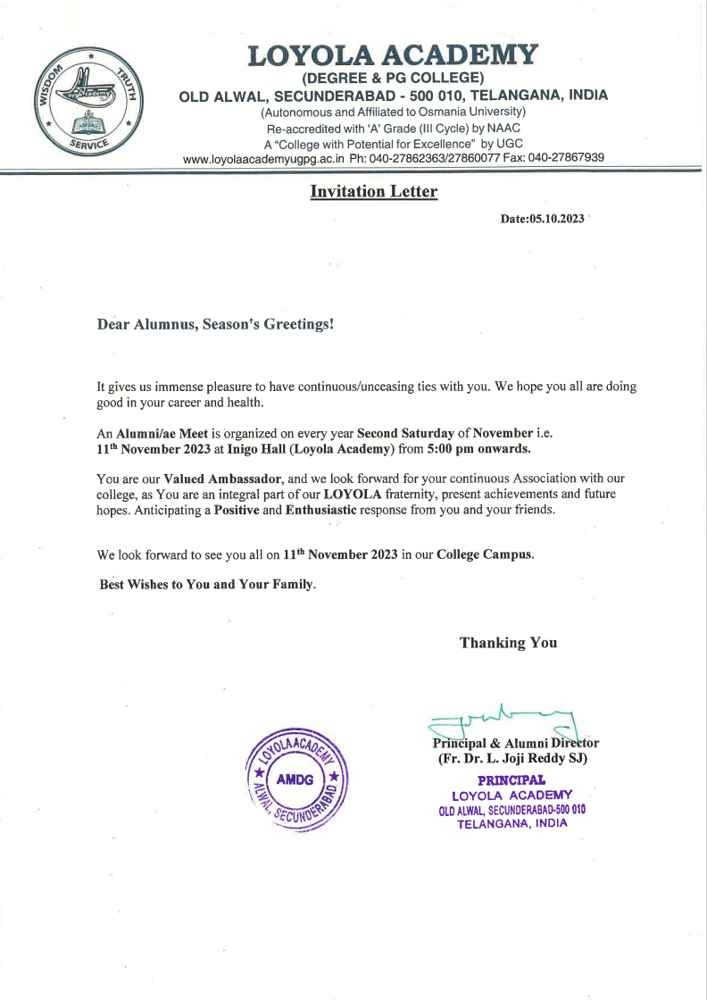 WISDOM
TRUTH
SERVICE
Academy
IHS
LOYOLA ACADEMY
(DEGREE & PG COLLEGE)
OLD ALWAL, SECUNDERABAD - 500 010, TELANGANA, INDIA
(Autonomous and Affiliated to Osmania University)
Re-accredited with 'A' Grade (III Cycle) by NAAC
A “College with Potential for Excellence” by UGC
www.loyolaacademyugpg.ac.in Ph: 040-27862363/27860077 Fax: 040-27867939
Invitation Letter
Date:05.10.2023
Dear Alumnus, Season's Greetings!
It gives us immense pleasure to have continuous/unceasing ties with you. We hope you all are doing
good in your career and health.
An Alumni/ae Meet is organized on every year Second Saturday of November i.e.
11th November 2023 at Inigo Hall (Loyola Academy) from 5:00 pm onwards.
You are our Valued Ambassador, and we look forward for your continuous Association with our
college, as You are an integral part of our LOYOLA fraternity, present achievements and future
hopes. Anticipating a Positive and Enthusiastic response from you and your friends.
We look forward to see you all on 11th November 2023 in our College Campus.
Best Wishes to You and Your Family.
Thanking You
Principal & Alumni Director
(Fr. Dr. L. Joji Reddy SJ)
PRINCIPAL
LOYOLA ACADEMY
OLD ALWAL, SECUNDERABAD-500 010
TELANGANA, INDIA
LOYOLA ACADEMY
AMDG
ALWAL, SECUNDERABAD